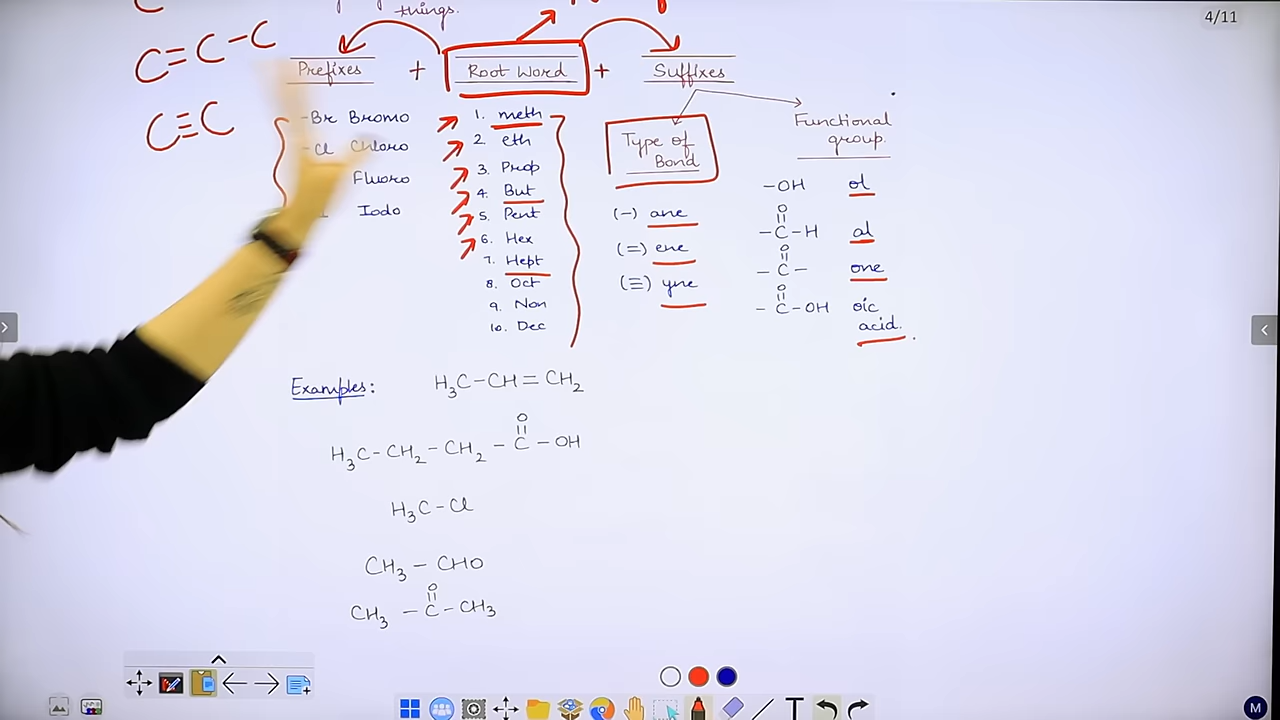 4/11
things.
C=C-C
C≡C
Prefixes + Root Word + Suffixes
-Br Bromo
-Cl Chloro
Fluoro
Iodo
1. meth
2. eth
3. Prop
4. But
5. Pent
6. Hex
7. Hept
8. Oct
9. Non
10. Dec
Type of
Bond
(-) ane
(=) ene
(≡) yne
Functional
group.
-OH ol
O
||
-C-H al
O
||
-C- one
O
||
-C-OH oic
acid.
Examples: H₃C-CH=CH₂
O
||
H₃C-CH₂-CH₂-C-OH
H₃C-Cl
CH₃-CHO
O
||
CH₃-C-CH₃
T
M